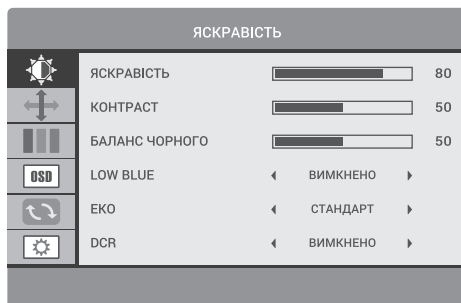 ЯСКРАВІСТЬ
ЯСКРАВІСТЬ 80
КОНТРАСТ 50
БАЛАНС ЧОРНОГО 50
LOW BLUE ВИМКНЕНО
ЕКО СТАНДАРТ
OSD
DCR ВИМКНЕНО